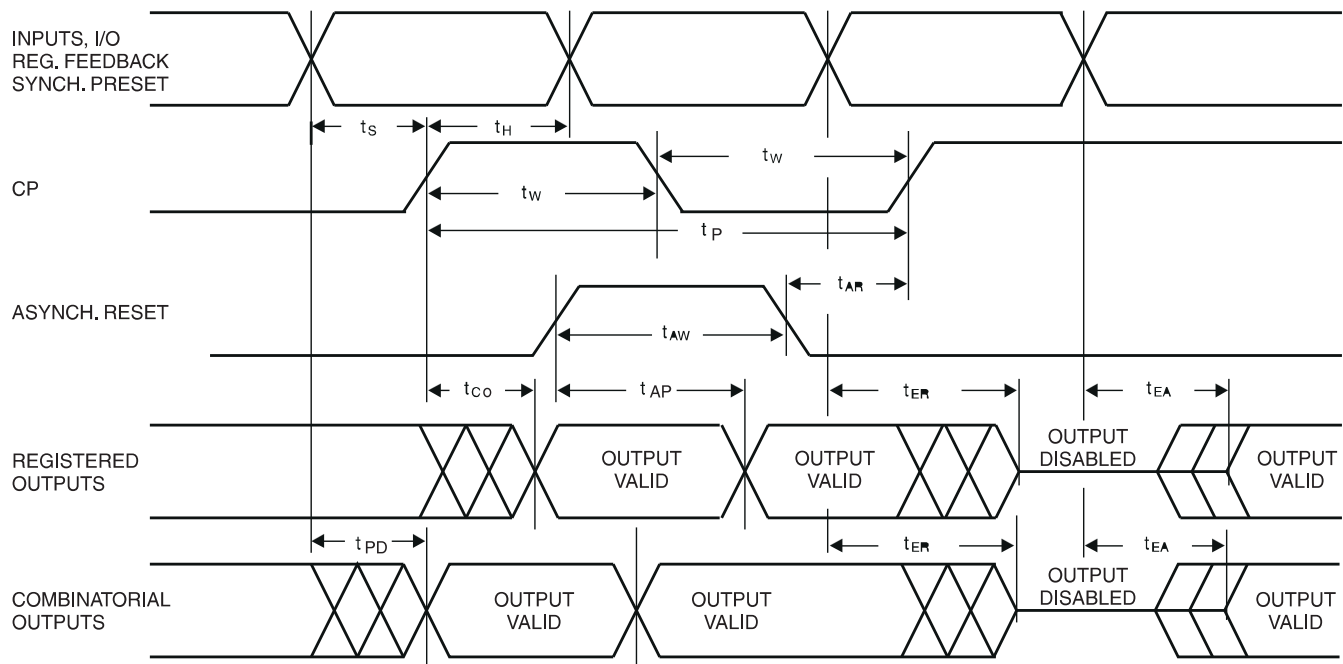 INPUTS, I/O
REG. FEEDBACK
SYNCH. PRESET
tS
tH
CP
tW
tW
tP
ASYNCH. RESET
tAR
tAW
tCO
tAP
tER
tEA
REGISTERED
OUTPUTS
OUTPUT
VALID
OUTPUT
VALID
OUTPUT
DISABLED
OUTPUT
VALID
tPD
tER
tEA
COMBINATORIAL
OUTPUTS
OUTPUT
VALID
OUTPUT
VALID
OUTPUT
DISABLED
OUTPUT
VALID